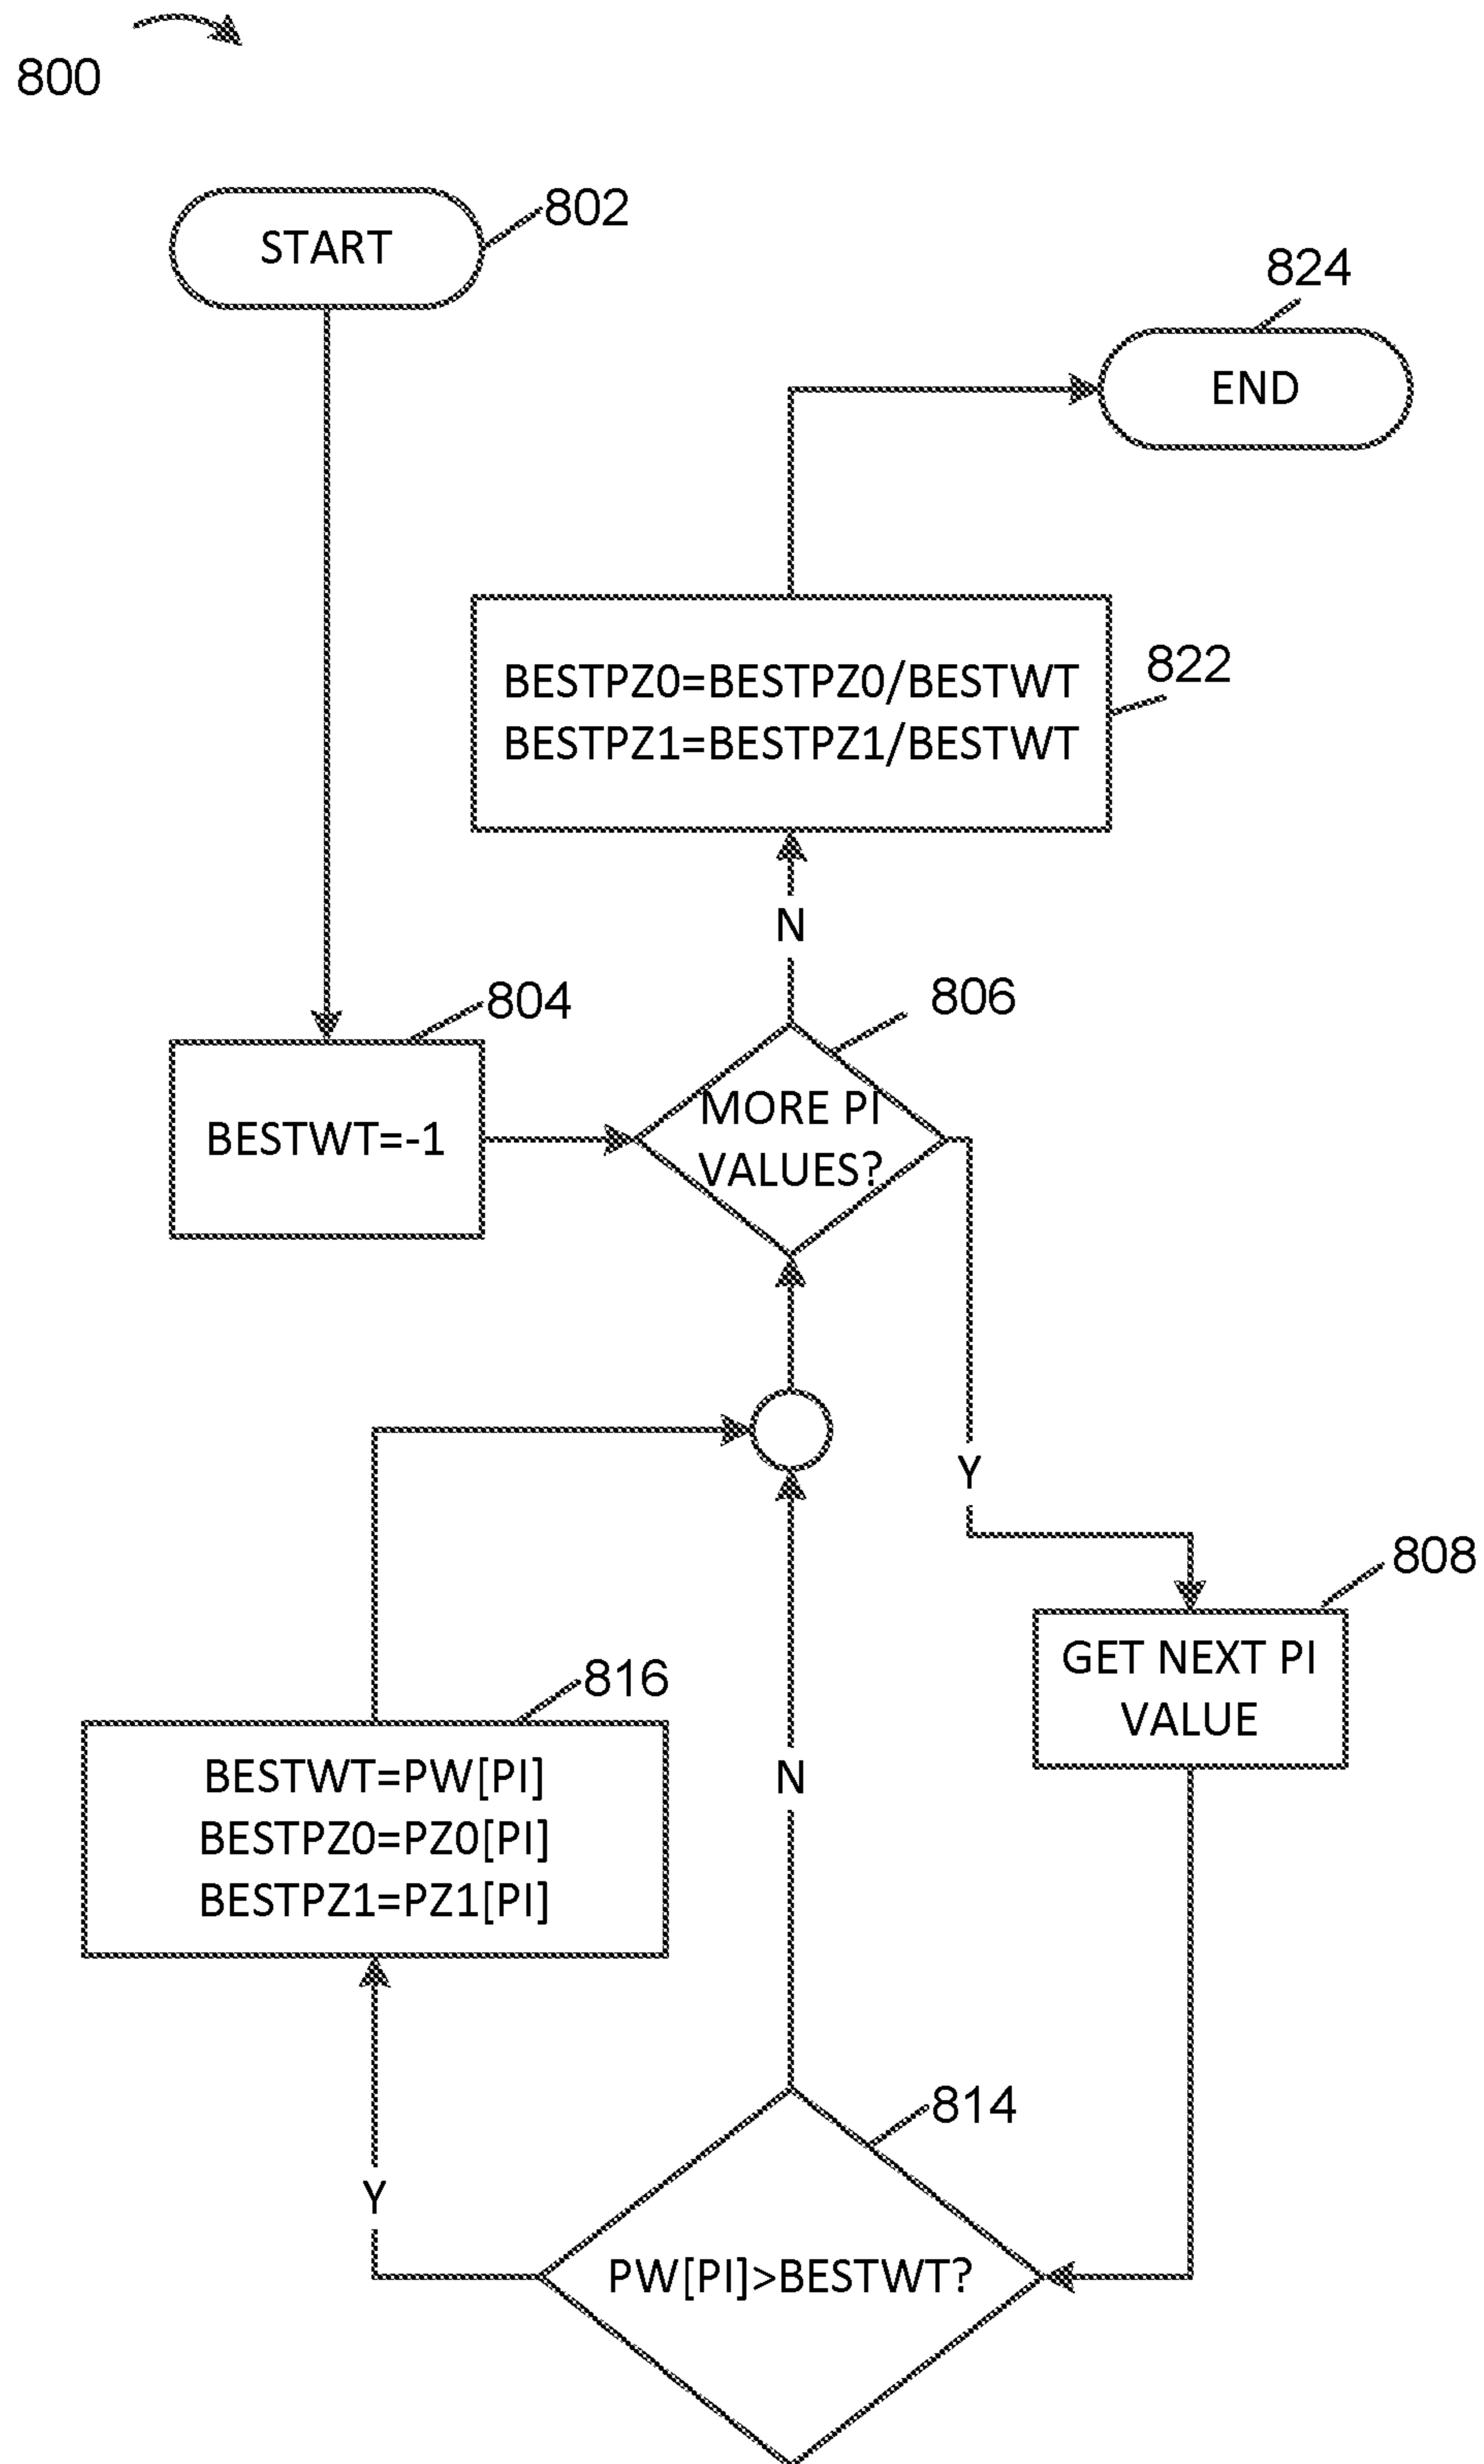 800
START
802
824
END
BESTPZ0=BESTPZ0/BESTWT
BESTPZ1=BESTPZ1/BESTWT
822
N
804
806
BESTWT=-1
MORE PI
VALUES?
Y
808
GET NEXT PI
VALUE
816
BESTWT=PW[PI]
BESTPZ0=PZ0[PI]
BESTPZ1=PZ1[PI]
N
814
Y
PW[PI]>BESTWT?